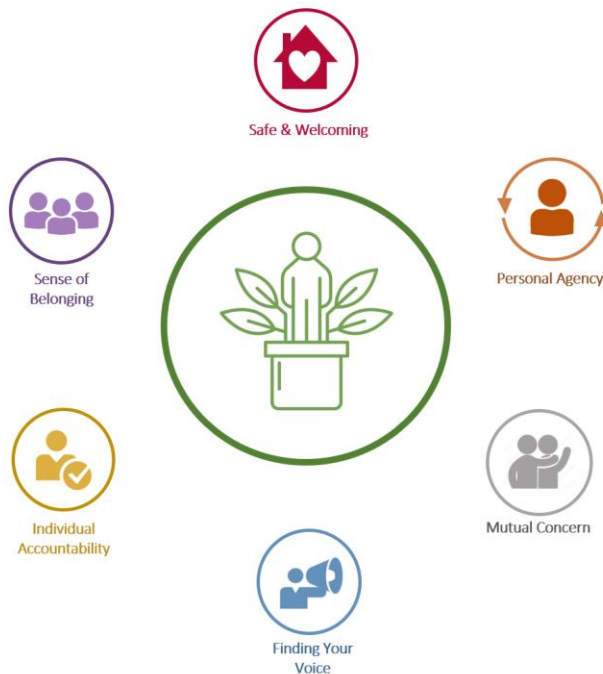 Safe & Welcoming
Sense of
Belonging
Personal Agency
Individual
Accountability
Mutual Concern
Finding Your
Voice